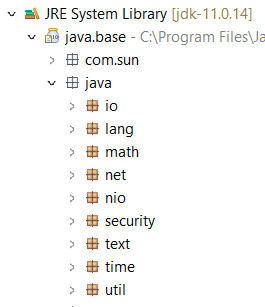 JRE System Library [jdk-11.0.14]
java.base - C:\Program Files\Ja
com.sun
java
io
lang
math
net
nio
security
text
time
util